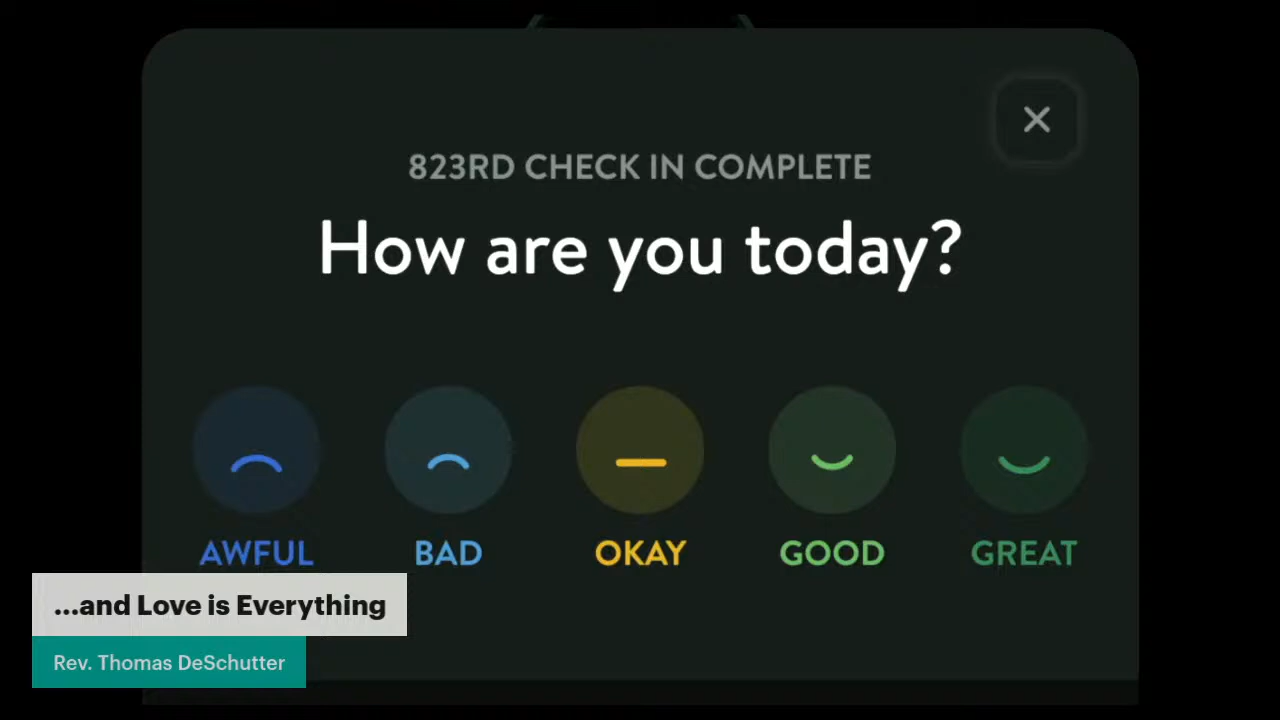 823RD CHECK IN COMPLETE
How are you today?
AWFUL BAD OKAY GOOD GREAT
...and Love is Everything
Rev. Thomas DeSchutter